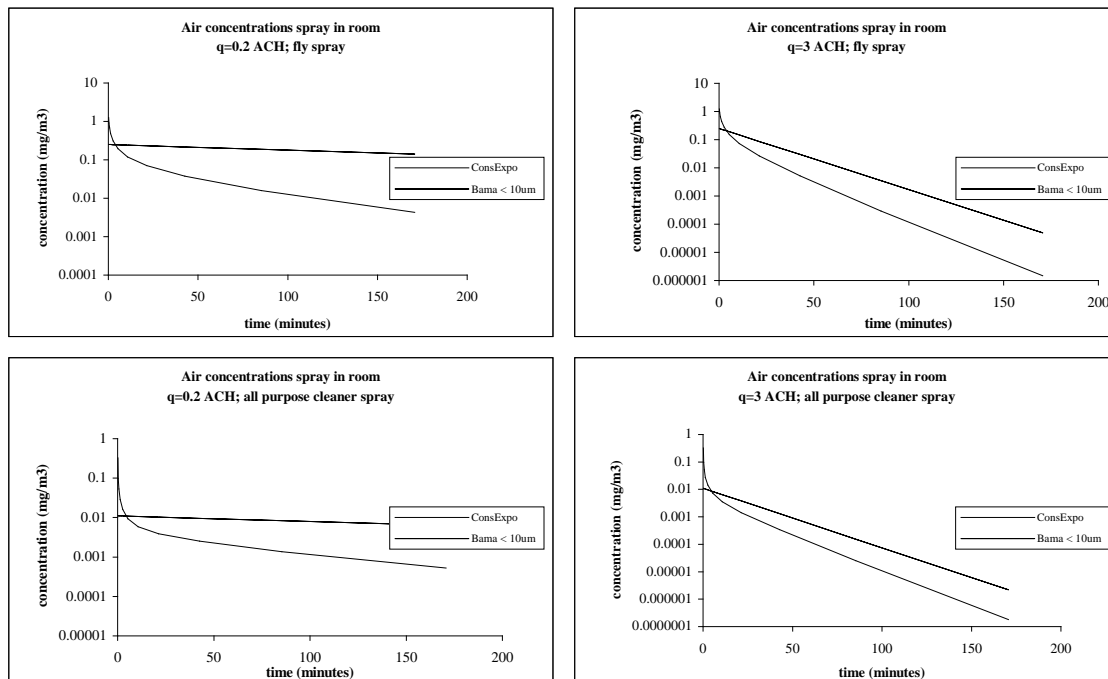 Air concentrations spray in room
q=0.2 ACH; fly spray
10
1
0.1
0.01
0.001
0.0001
concentration (mg/m3)
0 50 100 150 200
time (minutes)
ConsExpo
Bama < 10um
Air concentrations spray in room
q=3 ACH; fly spray
10
1
0.1
0.01
0.001
0.0001
0.00001
0.000001
concentration (mg/m3)
0 50 100 150 200
time (minutes)
ConsExpo
Bama < 10um
Air concentrations spray in room
q=0.2 ACH; all purpose cleaner spray
1
0.1
0.01
0.001
0.0001
0.00001
concentration (mg/m3)
0 50 100 150 200
time (minutes)
ConsExpo
Bama < 10um
Air concentrations spray in room
q=3 ACH; all purpose cleaner spray
1
0.1
0.01
0.001
0.0001
0.00001
0.000001
0.0000001
concentration (mg/m3)
0 50 100 150 200
time (minutes)
ConsExpo
Bama < 10um